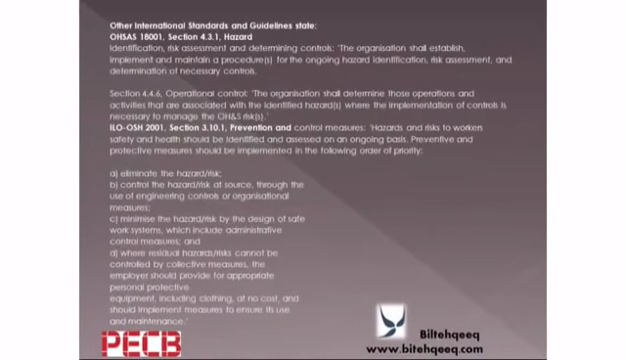 Other International Standards and Guidelines state:
OHSAS 18001, Section 4.3.1, Hazard
Identification, risk assessment and determining controls: 'The organisation shall establish,
implement and maintain a procedure(s) for the ongoing hazard identification, risk assessment, and
determination of necessary controls.
Section 4.4.6, Operational control: 'The organisation shall determine those operations and
activities that are associated with the identified hazard(s) where the implementation of controls is
necessary to manage the OH&S risk(s).'
ILO-OSH 2001, Section 3.10.1, Prevention and control measures: 'Hazards and risks to workers
safety and health should be identified and assessed on an ongoing basis. Preventive and
protective measures should be implemented in the following order of priority:
a) eliminate the hazard/risk;
b) control the hazard/risk at source, through the
use of engineering controls or organisational
measures;
c) minimise the hazard/risk by the design of safe
work systems, which include administrative
control measures; and
d) where residual hazards/risks cannot be
controlled by collective measures, the
employer should provide for appropriate
personal protective
equipment, including clothing, at no cost, and
should implement measures to ensure its use
and maintenance.'
PECB
Biltehqeeq
www.bitehqeeq.com